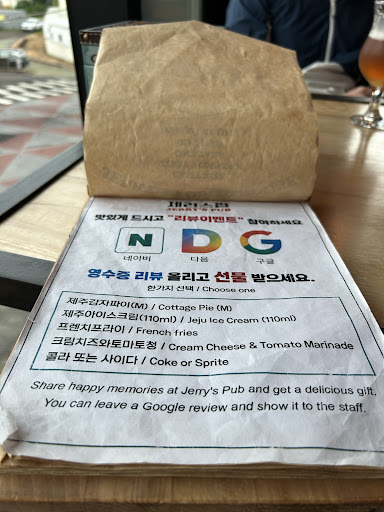 제리스펍
JERRY'S PUB
맛있게 드시고 "리뷰이벤트" 참여하세요
N D G
네이버 다음 구글
영수증 리뷰 올리고 선물 받으세요.
한가지 선택 / Choose one
제주감자파이(M) / Cottage Pie (M)
제주아이스크림(110ml) / Jeju Ice Cream (110ml)
프렌치프라이 / French fries
크림치즈와토마토청 / Cream Cheese & Tomato Marinade
콜라 또는 사이다 / Coke or Sprite
Share happy memories at Jerry's Pub and get a delicious gift.
You can leave a Google review and show it to the staff.